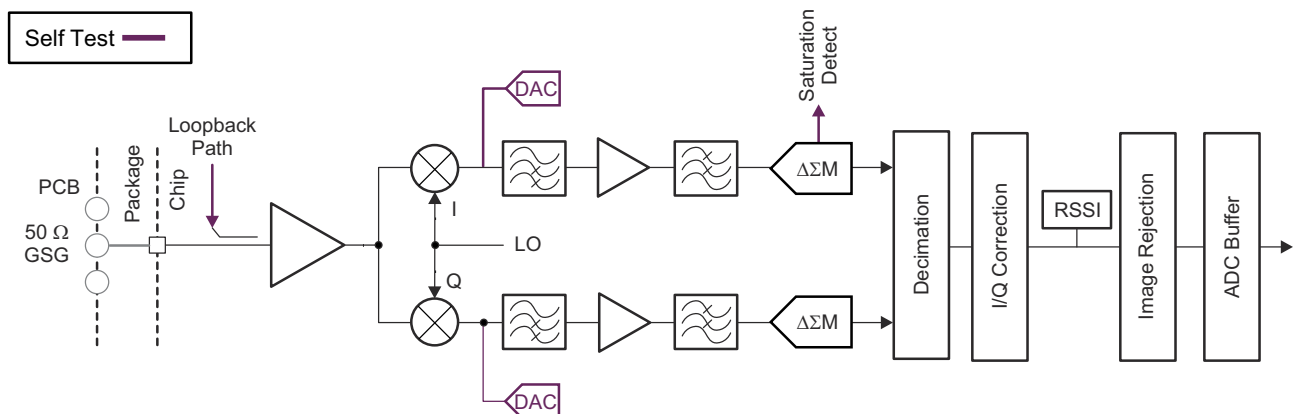 Self Test
DAC
Saturation
Detect
Loopback
Path
PCB
Package
Chip
50 Ω
GSG
I
LO
Q
ΔΣM
Decimation
I/Q Correction
RSSI
Image Rejection
ADC Buffer
ΔΣM
DAC